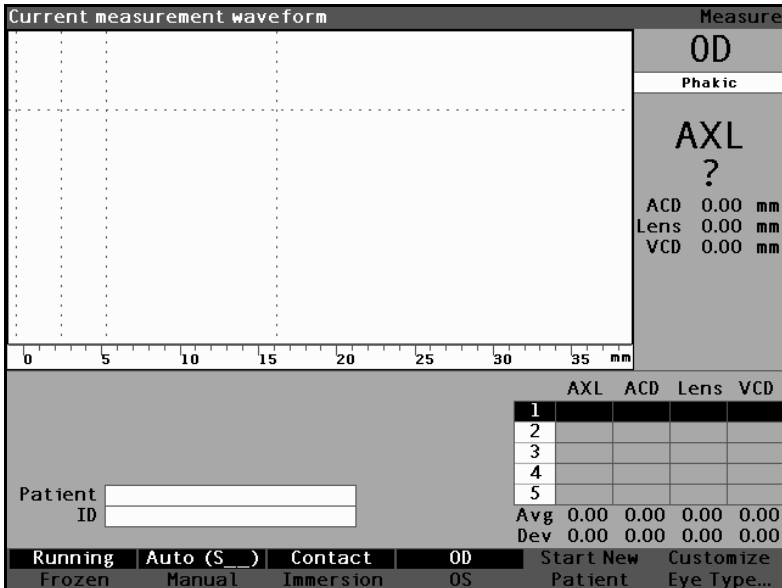 Current measurement waveform Measure
OD
Phakic
AXL
?
ACD 0.00 mm
Lens 0.00 mm
VCD 0.00 mm
0 5 10 15 20 25 30 35 mm
AXL ACD Lens VCD
1
2
3
4
5
Patient
ID
Avg 0.00 0.00 0.00 0.00
Dev 0.00 0.00 0.00 0.00
Running Auto (S__) Contact OD Start New Customize
Frozen Manual Immersion OS Patient Eye Type...